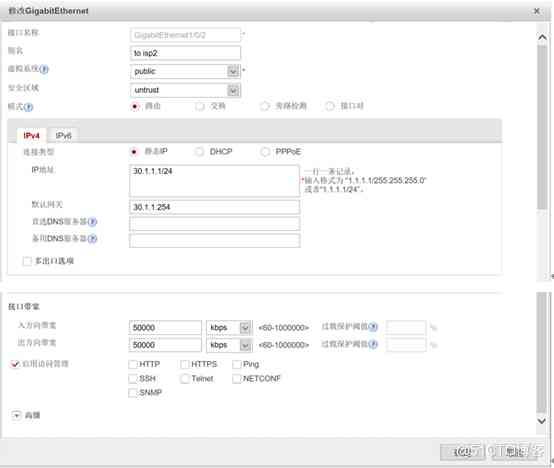 修改GigabitEthernet
接口名称 GigabitEthernet1/0/2 *
别名 to isp2
虚拟系统 public *
安全区域 untrust
模式 路由 交换 旁路检测 接口对
IPv4 IPv6
连接类型 静态IP DHCP PPPoE
IP地址 30.1.1.1/24 一行一条记录,
*输入格式为 "1.1.1.1/255.255.255.0"
或者"1.1.1.1/24"。
默认网关 30.1.1.254
首选DNS服务器
备用DNS服务器
多出口选项
接口带宽
入方向带宽 50000 kbps <60-1000000> 过载保护阈值 %
出方向带宽 50000 kbps <60-1000000> 过载保护阈值 %
启用访问管理 HTTP HTTPS Ping
SSH Telnet NETCONF
SNMP
高级
@51CTO博客